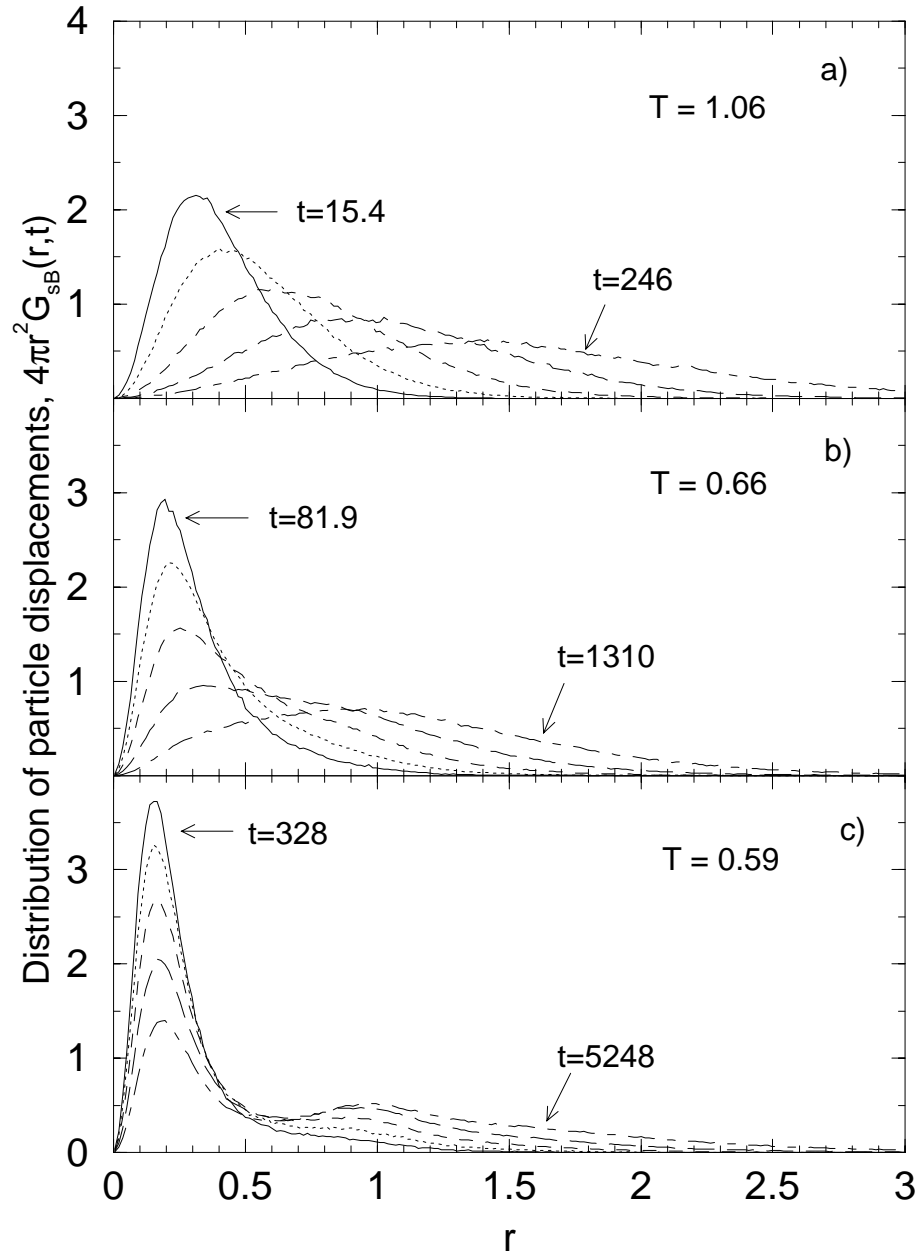 Distribution of particle displacements, 4πr²G_sB(r,t)
4
3
2
1
a)
T = 1.06
t=15.4
t=246
3
2
1
b)
T = 0.66
t=81.9
t=1310
3
2
1
0
c)
T = 0.59
t=328
t=5248
0 0.5 1 1.5 2 2.5 3
r